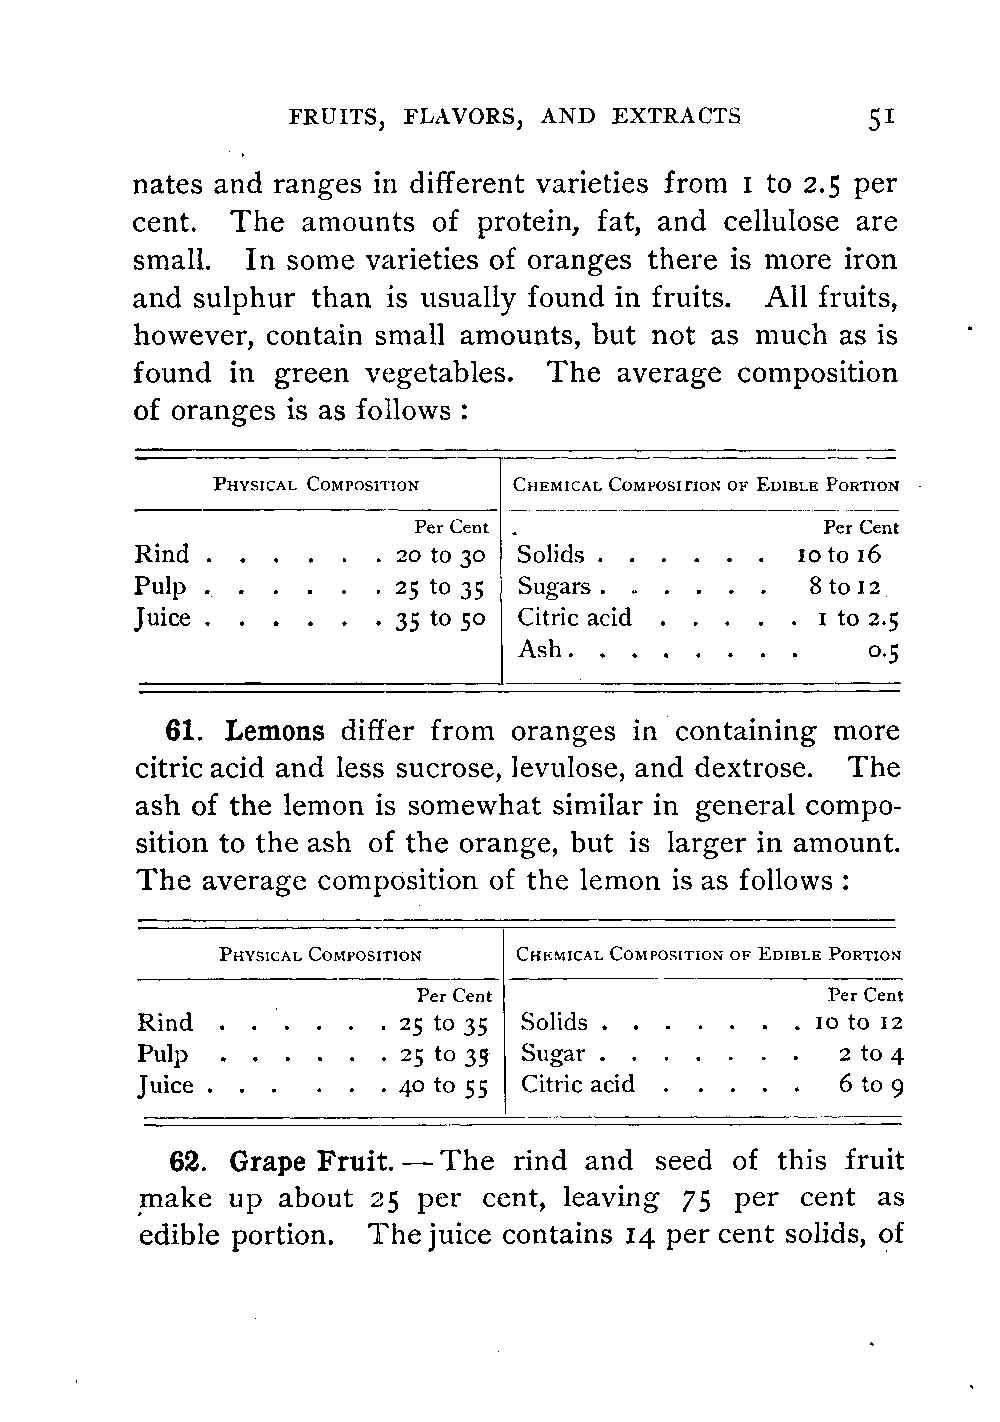 FRUITS, FLAVORS, AND EXTRACTS 51
nates and ranges in different varieties from 1 to 2.5 per
cent. The amounts of protein, fat, and cellulose are
small. In some varieties of oranges there is more iron
and sulphur than is usually found in fruits. All fruits,
however, contain small amounts, but not as much as is
found in green vegetables. The average composition
of oranges is as follows :
PHYSICAL COMPOSITION CHEMICAL COMPOSITION OF EDIBLE PORTION
Per Cent Per Cent
Rind . . . . . . 20 to 30 Solids . . . . . . 10 to 16
Pulp . . . . . . 25 to 35 Sugars . . . . . . 8 to 12
Juice . . . . . . 35 to 50 Citric acid . . . . . 1 to 2.5
Ash . . . . . . . . 0.5
61. Lemons differ from oranges in containing more
citric acid and less sucrose, levulose, and dextrose. The
ash of the lemon is somewhat similar in general compo-
sition to the ash of the orange, but is larger in amount.
The average composition of the lemon is as follows :
PHYSICAL COMPOSITION CHEMICAL COMPOSITION OF EDIBLE PORTION
Per Cent Per Cent
Rind . . . . . . 25 to 35 Solids . . . . . . . 10 to 12
Pulp . . . . . . 25 to 35 Sugar . . . . . . . 2 to 4
Juice . . . . . . 40 to 55 Citric acid . . . . . 6 to 9
62. Grape Fruit. — The rind and seed of this fruit
make up about 25 per cent, leaving 75 per cent as
edible portion. The juice contains 14 per cent solids, of